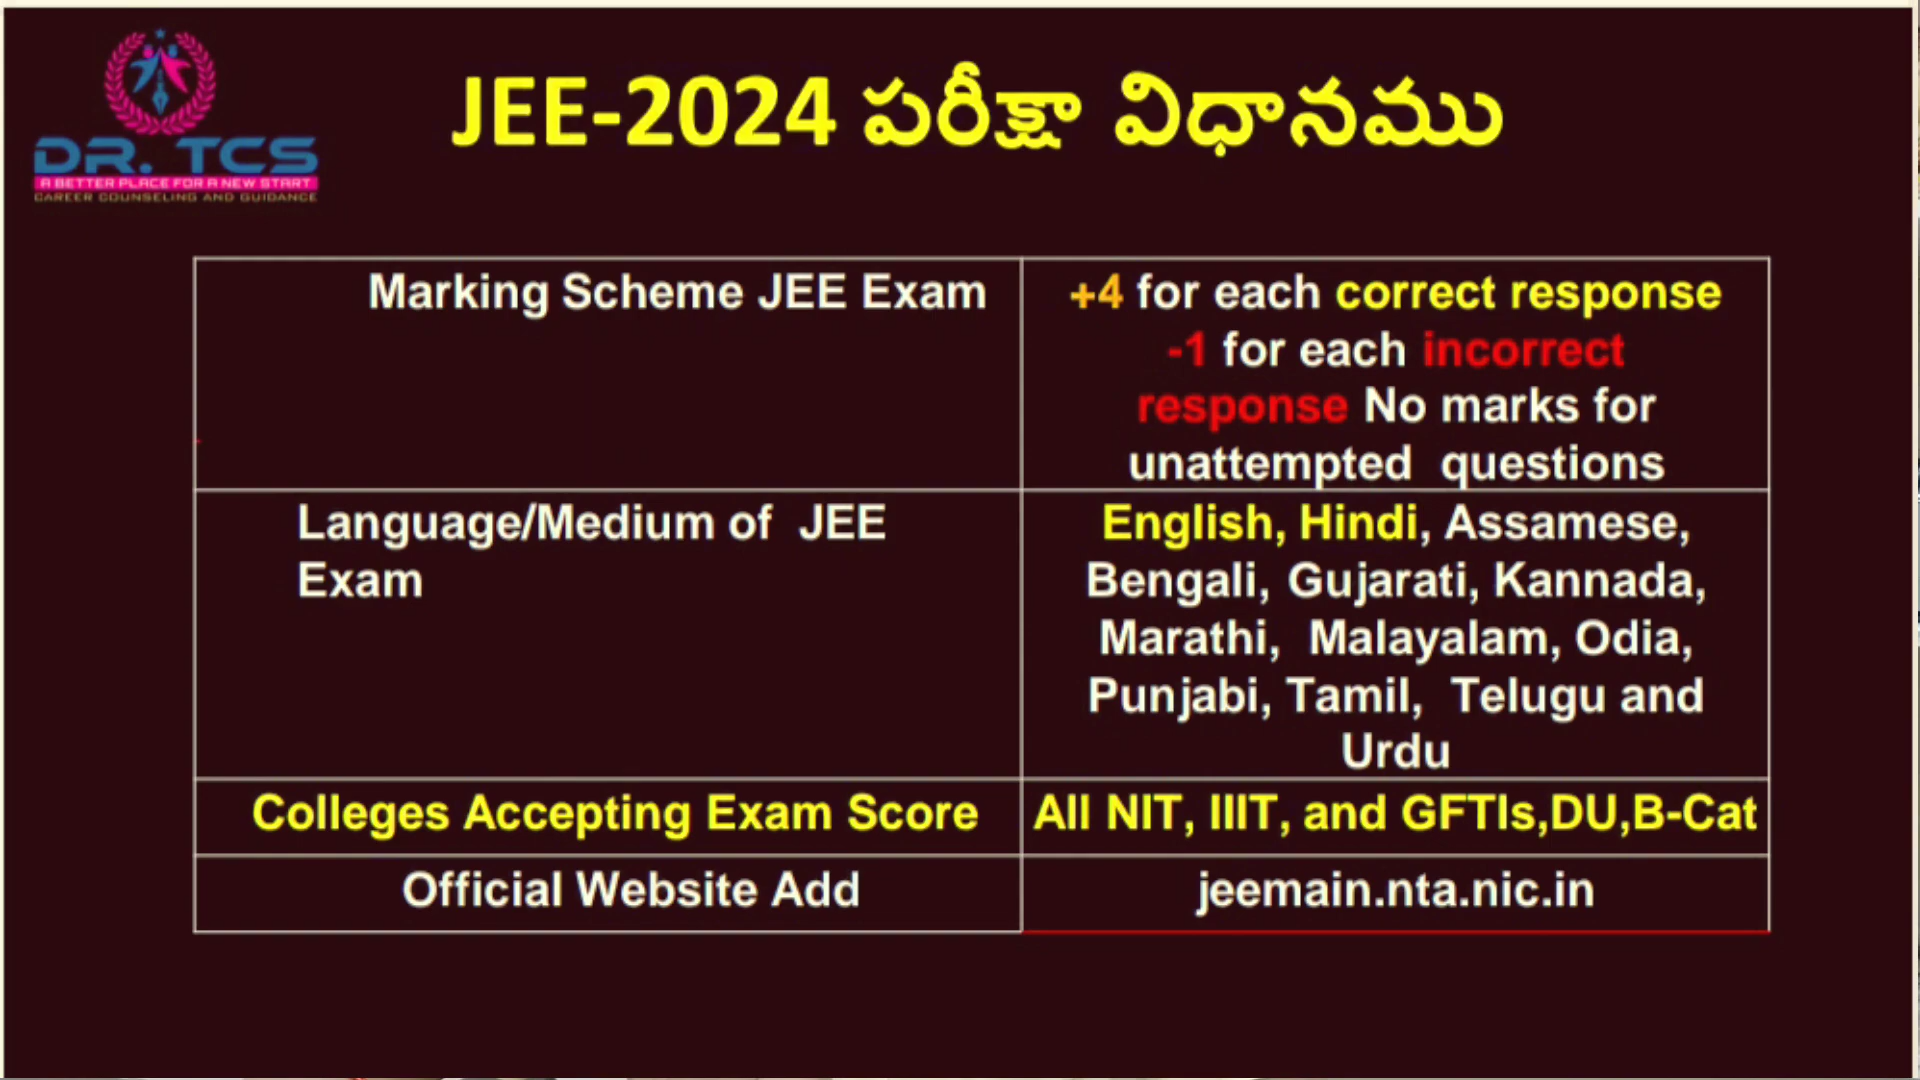 DR. TCS
A BETTER PLACE FOR A NEW START
CAREER COUNSELING AND GUIDANCE
JEE-2024 పరీక్షా విధానము
Marking Scheme JEE Exam
+4 for each correct response
-1 for each incorrect
response No marks for
unattempted questions
Language/Medium of JEE
Exam
English, Hindi, Assamese,
Bengali, Gujarati, Kannada,
Marathi, Malayalam, Odia,
Punjabi, Tamil, Telugu and
Urdu
Colleges Accepting Exam Score
All NIT, IIIT, and GFTIs,DU,B-Cat
Official Website Add
jeemain.nta.nic.in